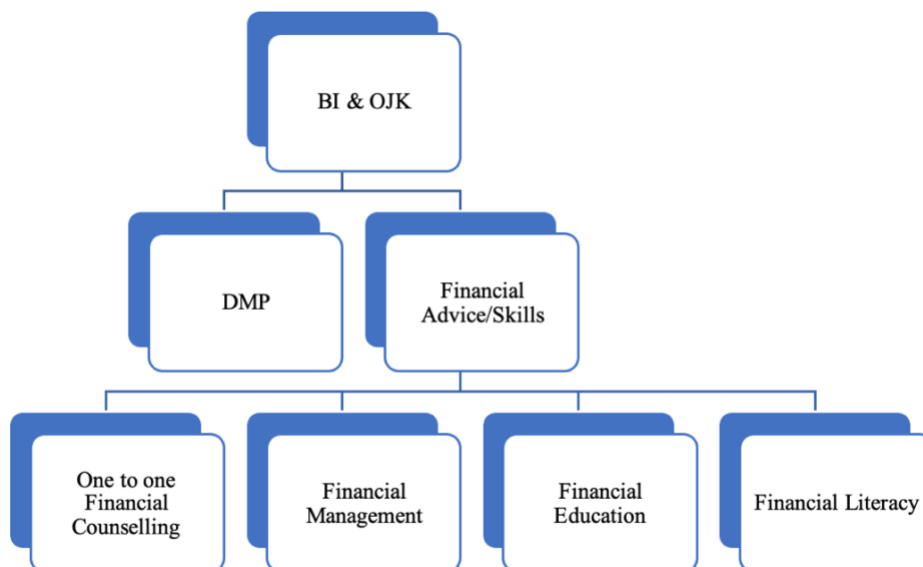 BI & OJK
DMP
Financial
Advice/Skills
One to one
Financial
Counselling
Financial
Management
Financial
Education
Financial Literacy